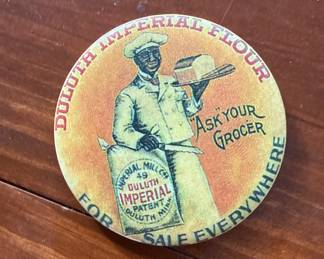 DULUTH IMPERIAL FLOUR
"ASK" YOUR
GROCER
IMPERIAL MILL CO
49
DULUTH
IMPERIAL
PATENT
DULUTH MINN
FOR SALE EVERYWHERE